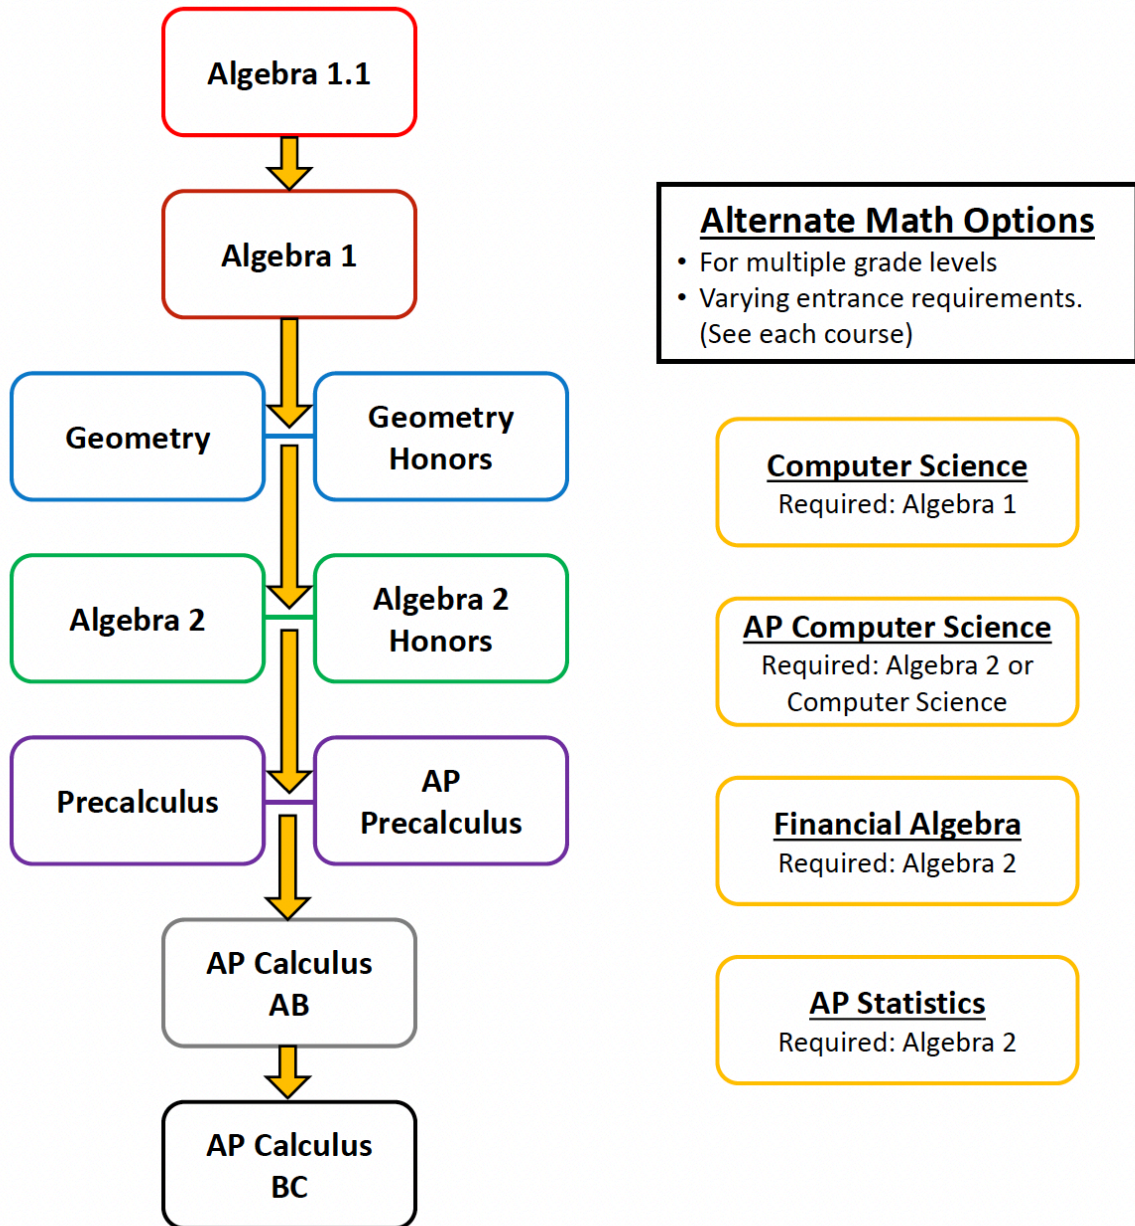 Algebra 1.1
Algebra 1
Geometry
Geometry
Honors
Algebra 2
Algebra 2
Honors
Precalculus
AP
Precalculus
AP Calculus
AB
AP Calculus
BC
Alternate Math Options
• For multiple grade levels
• Varying entrance requirements.
(See each course)
Computer Science
Required: Algebra 1
AP Computer Science
Required: Algebra 2 or
Computer Science
Financial Algebra
Required: Algebra 2
AP Statistics
Required: Algebra 2